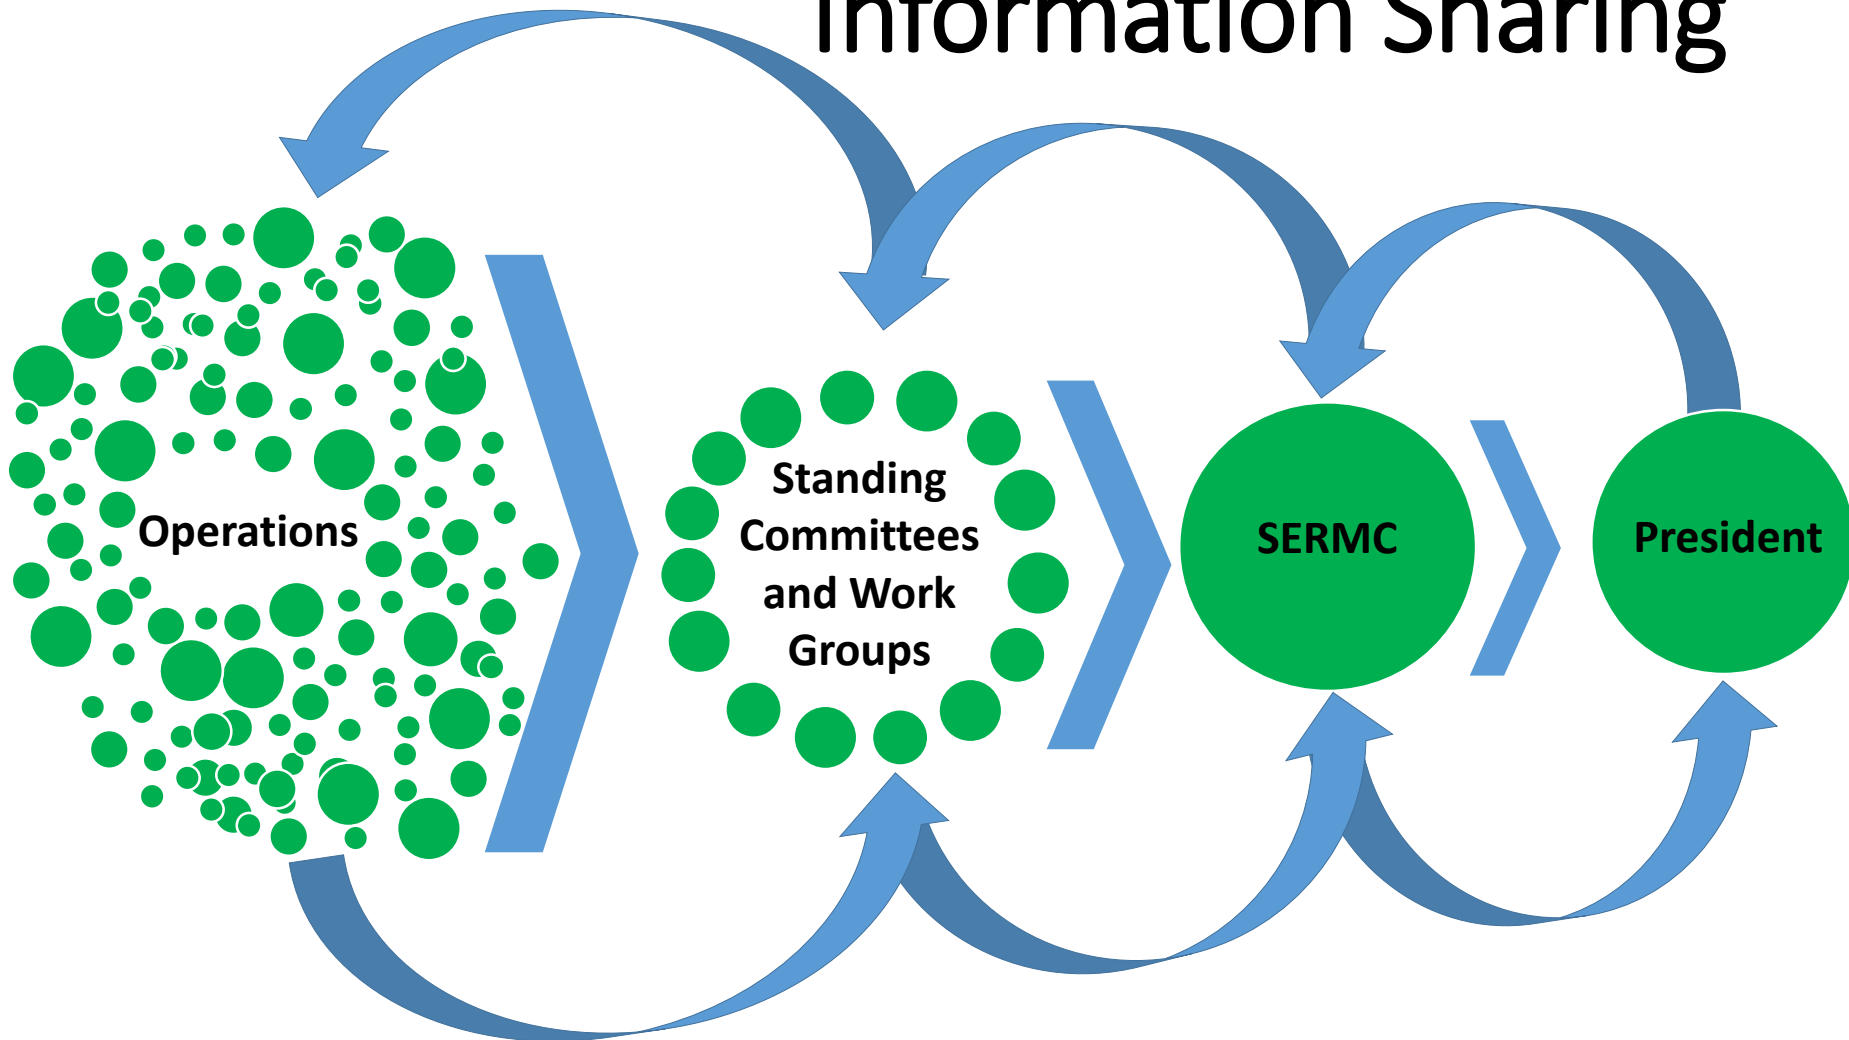 Information Sharing
Operations
Standing
Committees
and Work
Groups
SERMC
President